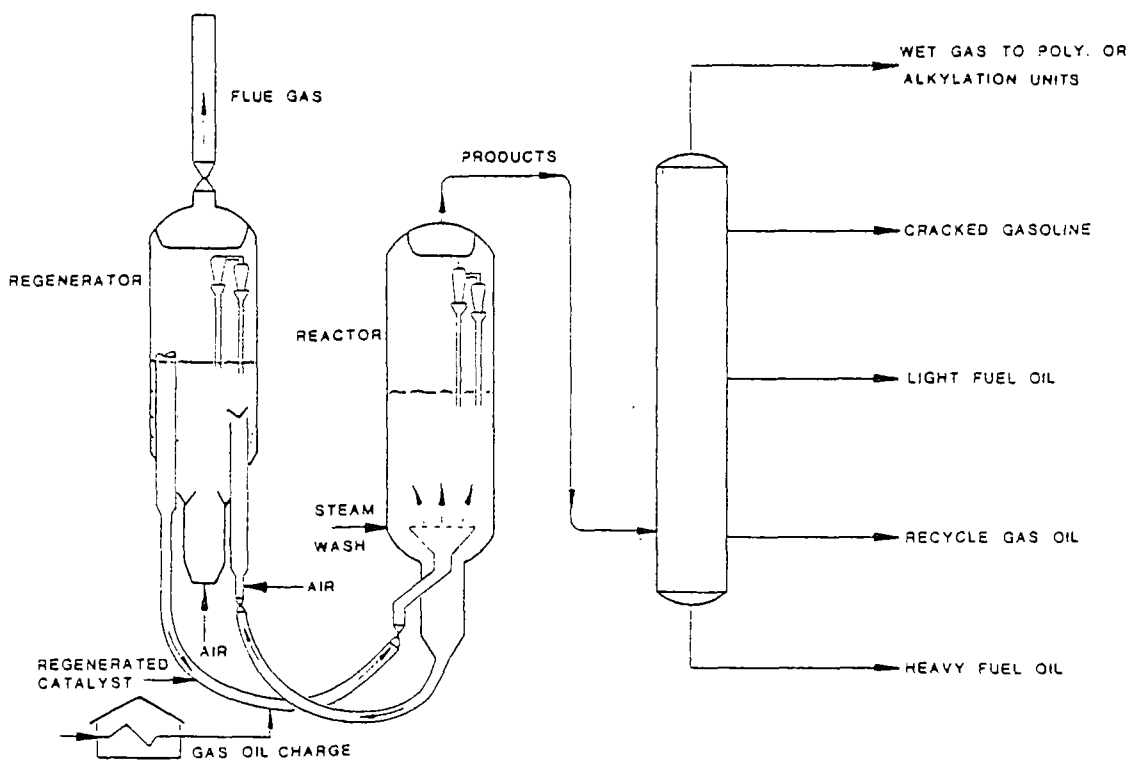 WET GAS TO POLY. OR
ALKYLATION UNITS
FLUE GAS
PRODUCTS
CRACKED GASOLINE
REGENERATOR
REACTOR
LIGHT FUEL OIL
STEAM
WASH
RECYCLE GAS OIL
AIR
AIR
REGENERATED
CATALYST
HEAVY FUEL OIL
GAS OIL CHARGE